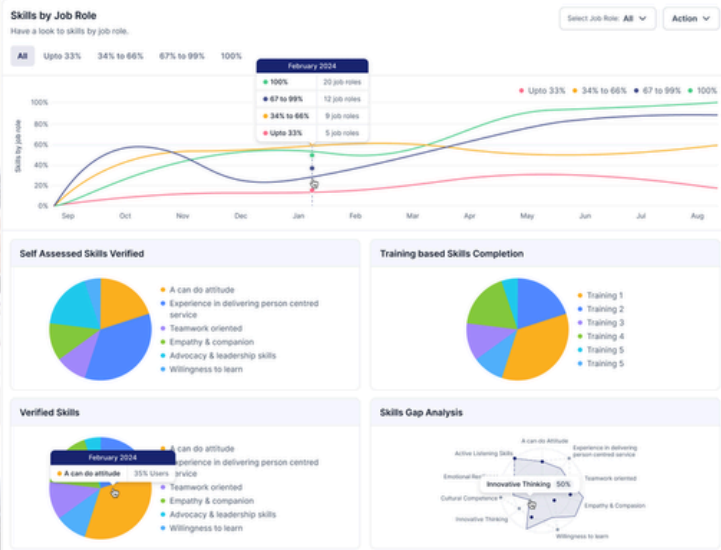 Skills by Job Role
Have a look to skills by job role.
Select Job Role: All
Action
All Upto 33% 34% to 66% 67% to 99% 100%
February 2024
100% 20 job roles
67 to 99% 12 job roles
34% to 66% 9 job roles
Upto 33% 5 job roles
Upto 33% 34% to 66% 67 to 99% 100%
Skills by job role
100%
80%
60%
40%
20%
0%
Sep Oct Nov Dec Jan Feb Mar Apr May Jun Jul Aug
Self Assessed Skills Verified
A can do attitude
Experience in delivering person centred
service
Teamwork oriented
Empathy & companion
Advocacy & leadership skills
Willingness to learn
Training based Skills Completion
Training 1
Training 2
Training 3
Training 4
Training 5
Training 5
Verified Skills
February 2024
A can do attitude 35% Users
A can do attitude
perience in delivering person centred
service
Teamwork oriented
Empathy & companion
Advocacy & leadership skills
Willingness to learn
Skills Gap Analysis
A can do Attitude
Experience in delivering
person centred service
Active Listening Skills
Teamwork oriented
Emotional
Innovative Thinking 50%
Cultural Competence
Empathy & Compassion
Innovative Thinking
Willingness to learn